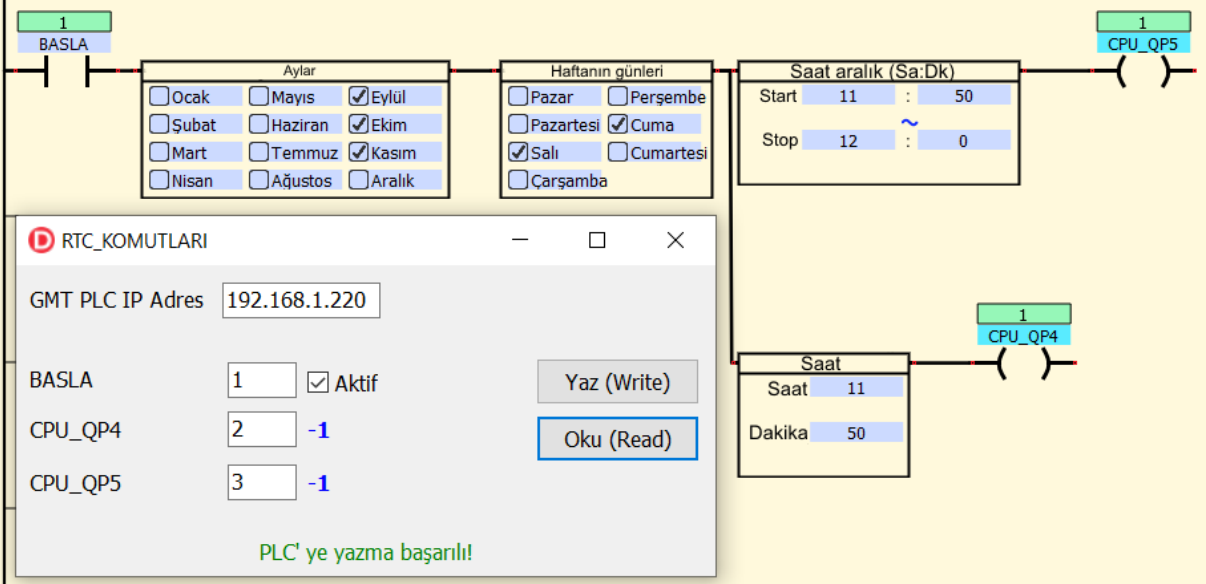 1
BASLA
1
CPU_QP5
Aylar
Ocak Mayıs Eylül
Şubat Haziran Ekim
Mart Temmuz Kasım
Nisan Ağustos Aralık
Haftanın günleri
Pazar Perşembe
Pazartesi Cuma
Salı Cumartesi
Çarşamba
Saat aralık (Sa:Dk)
Start 11 : 50
~
Stop 12 : 0
RTC_KOMUTLARI
GMT PLC IP Adres 192.168.1.220
BASLA 1 Aktif Yaz (Write)
CPU_QP4 2 -1 Oku (Read)
CPU_QP5 3 -1
PLC' ye yazma başarılı!
1
CPU_QP4
Saat
Saat 11
Dakika 50